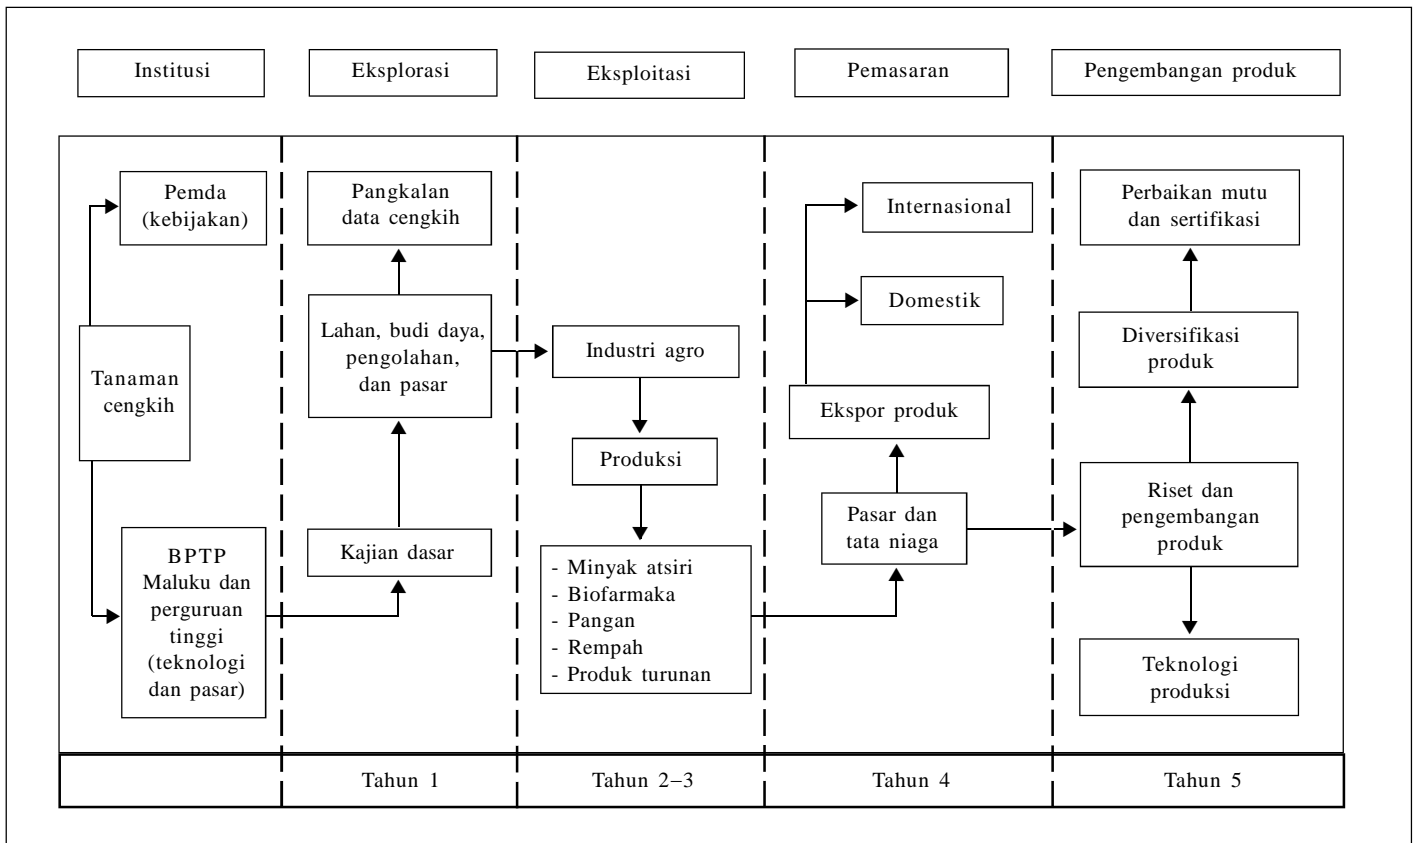 Institusi
Eksplorasi
Eksploitasi
Pemasaran
Pengembangan produk
Pemda
(kebijakan)
Tanaman
cengkih
BPTP
Maluku dan
perguruan
tinggi
(teknologi
dan pasar)
Pangkalan
data cengkih
Lahan, budi daya,
pengolahan,
dan pasar
Kajian dasar
Industri agro
Produksi
- Minyak atsiri
- Biofarmaka
- Pangan
- Rempah
- Produk turunan
Internasional
Domestik
Ekspor produk
Pasar dan
tata niaga
Perbaikan mutu
dan sertifikasi
Diversifikasi
produk
Riset dan
pengembangan
produk
Teknologi
produksi
Tahun 1
Tahun 2–3
Tahun 4
Tahun 5